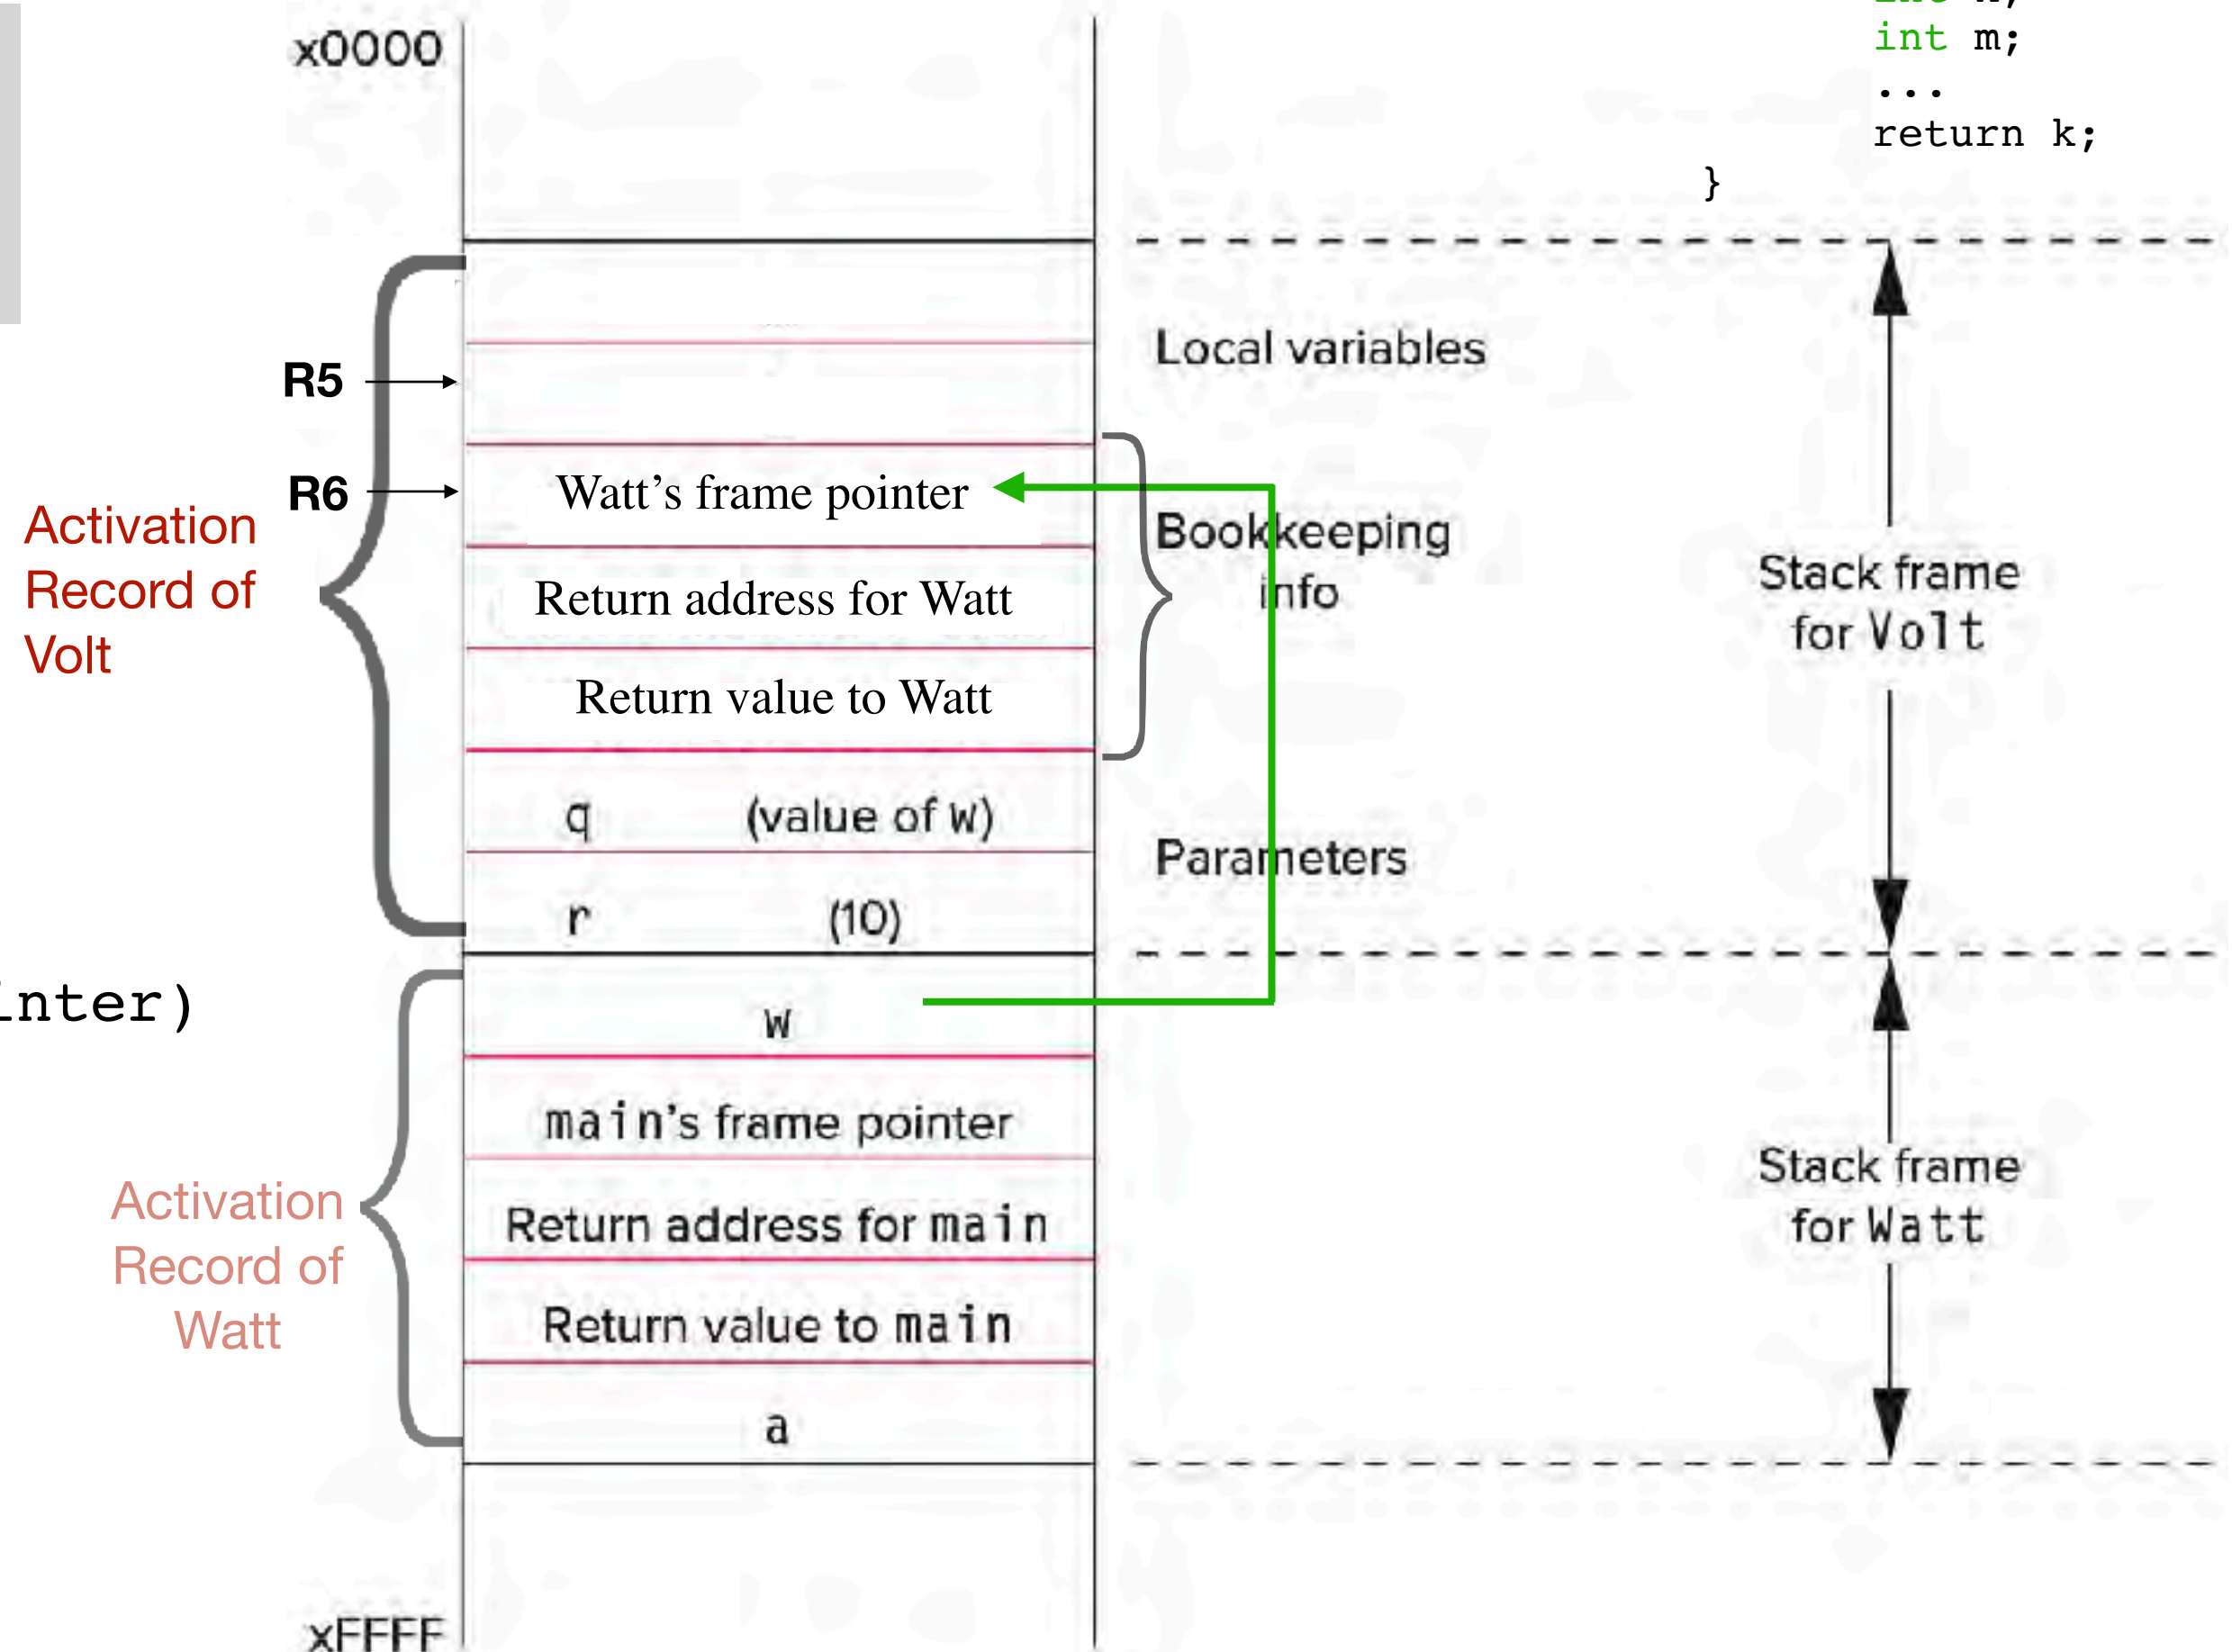 x0000
int m;
...
return k;
}
Local variables
R5
R6
Watt's frame pointer
Activation
Record of
Volt
Bookkeeping
info
Return address for Watt
Stack frame
for Volt
Return value to Watt
q (value of w)
Parameters
r (10)
inter)
w
main's frame pointer
Activation
Record of
Watt
Return address for main
Stack frame
for Watt
Return value to main
a
xFFFF